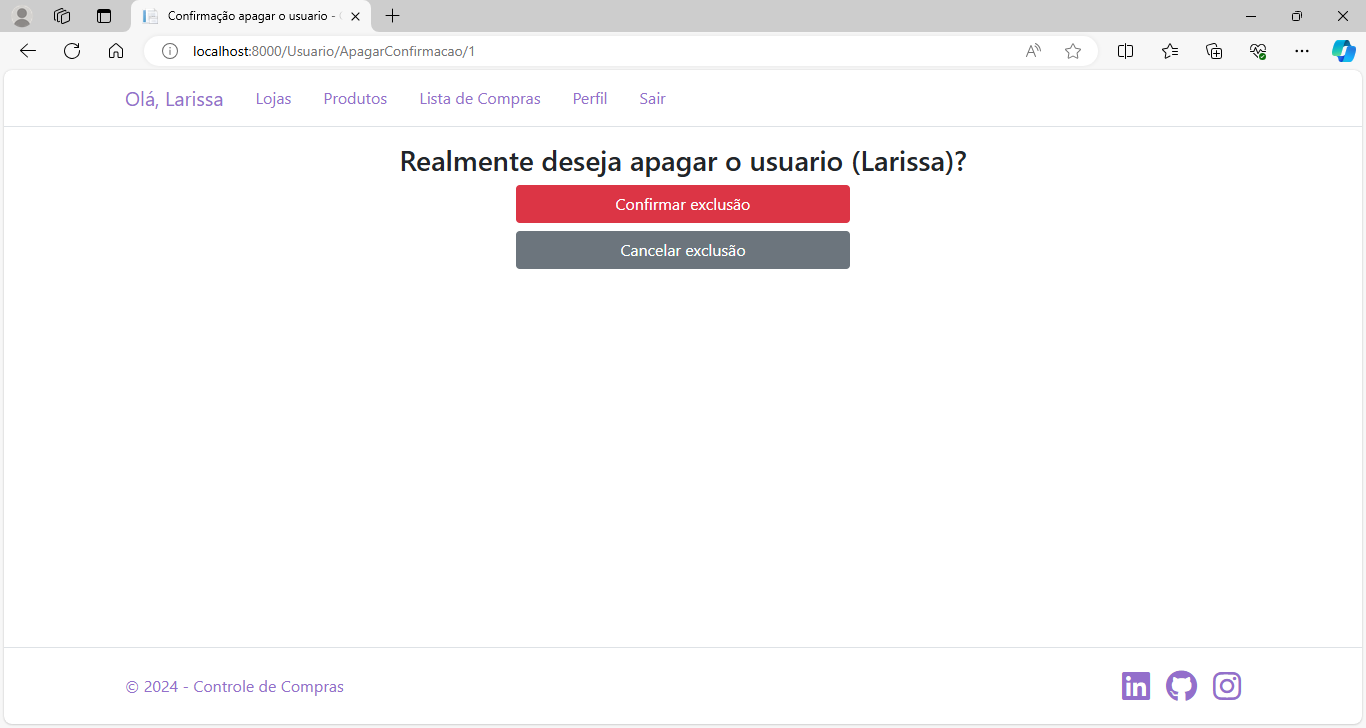 Confirmação apagar o usuario -
localhost:8000/Usuario/ApagarConfirmacao/1
Olá, Larissa Lojas Produtos Lista de Compras Perfil Sair
Realmente deseja apagar o usuario (Larissa)?
Confirmar exclusão
Cancelar exclusão
© 2024 - Controle de Compras
in